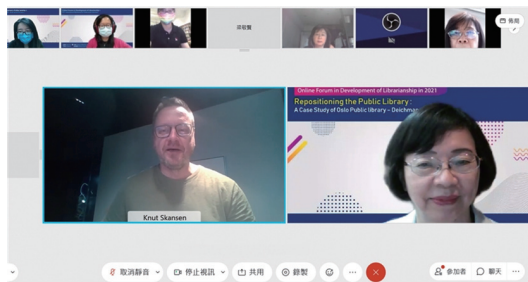 佈局
Online Forum in Development of Librarianship in 2021
Repositioning the Public Library:
A Case Study of Oslo Public library - Deichman
Knut Skansen
取消靜音
停止視訊
共用
錄製
參加者
聊天